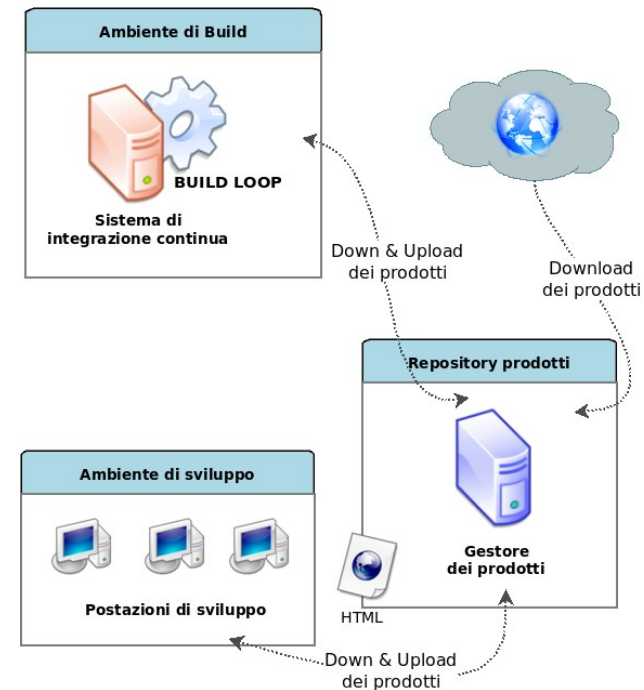 Ambiente di Build
BUILD LOOP
Sistema di
integrazione continua
Down & Upload
dei prodotti
Download
dei prodotti
Repository prodotti
Gestore
dei prodotti
HTML
Ambiente di sviluppo
Postazioni di sviluppo
Down & Upload
dei prodotti